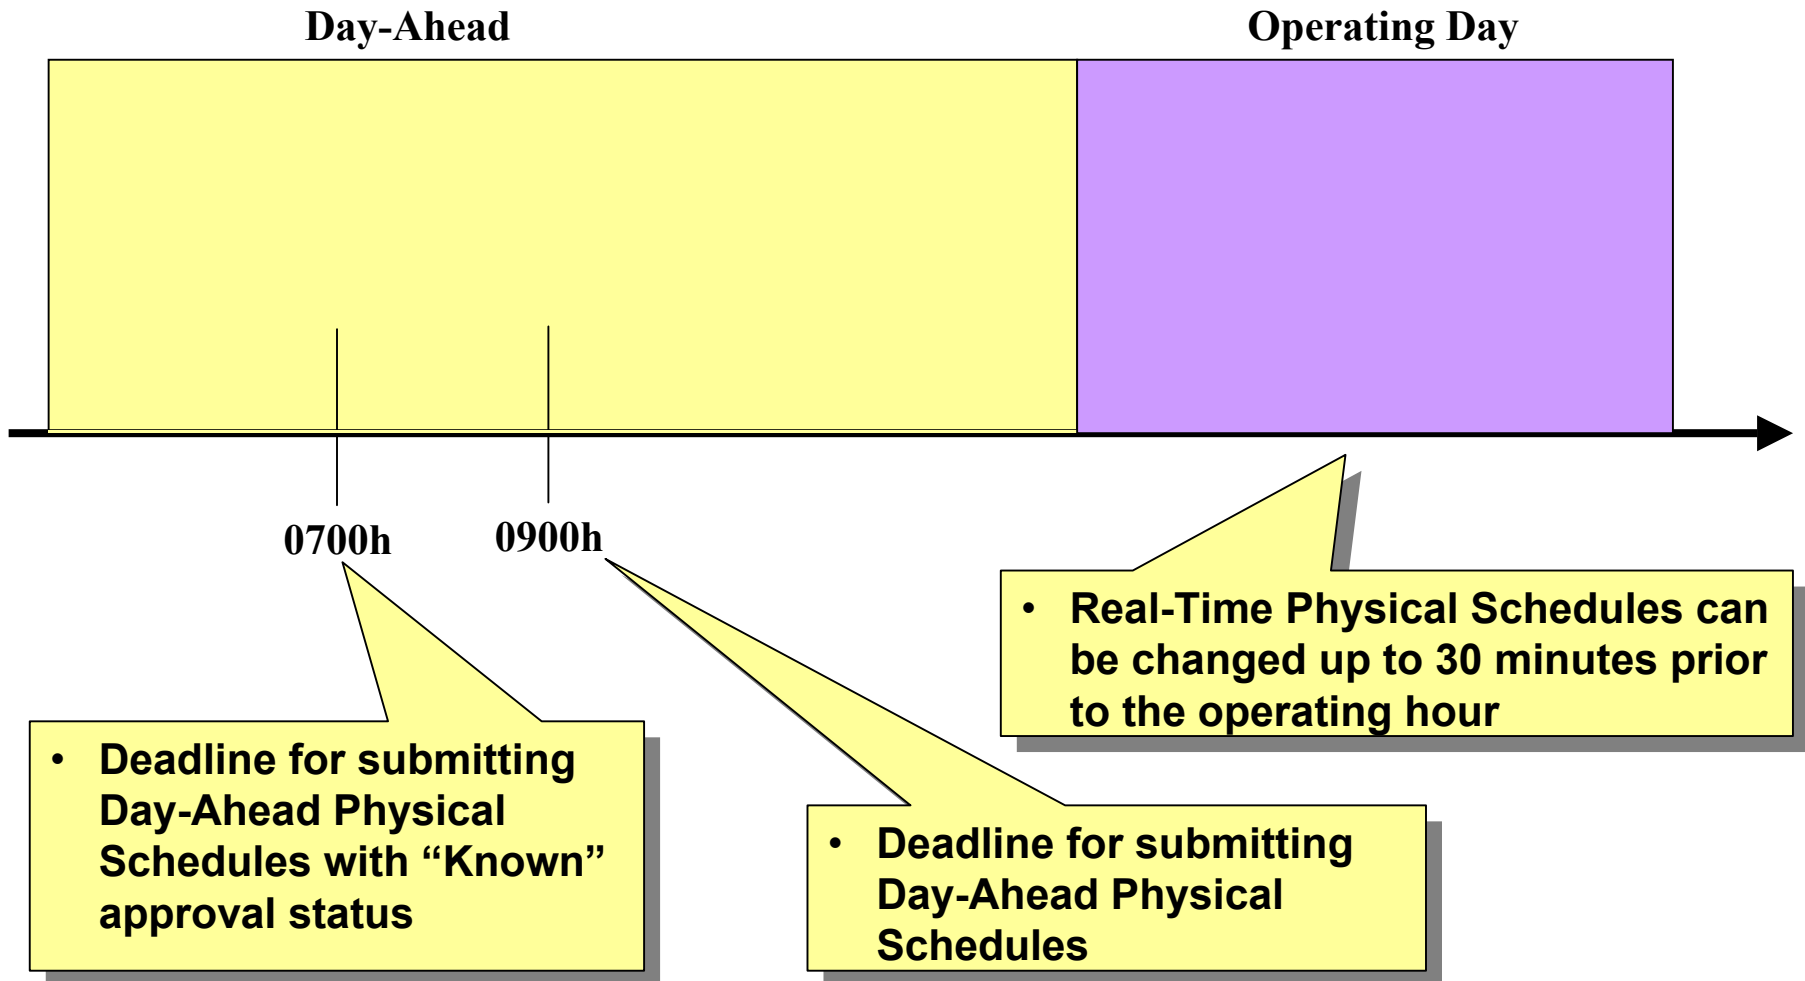 Day-Ahead
Operating Day
0700h
0900h
• Real-Time Physical Schedules can
be changed up to 30 minutes prior
to the operating hour
• Deadline for submitting
Day-Ahead Physical
Schedules with “Known”
approval status
• Deadline for submitting
Day-Ahead Physical
Schedules